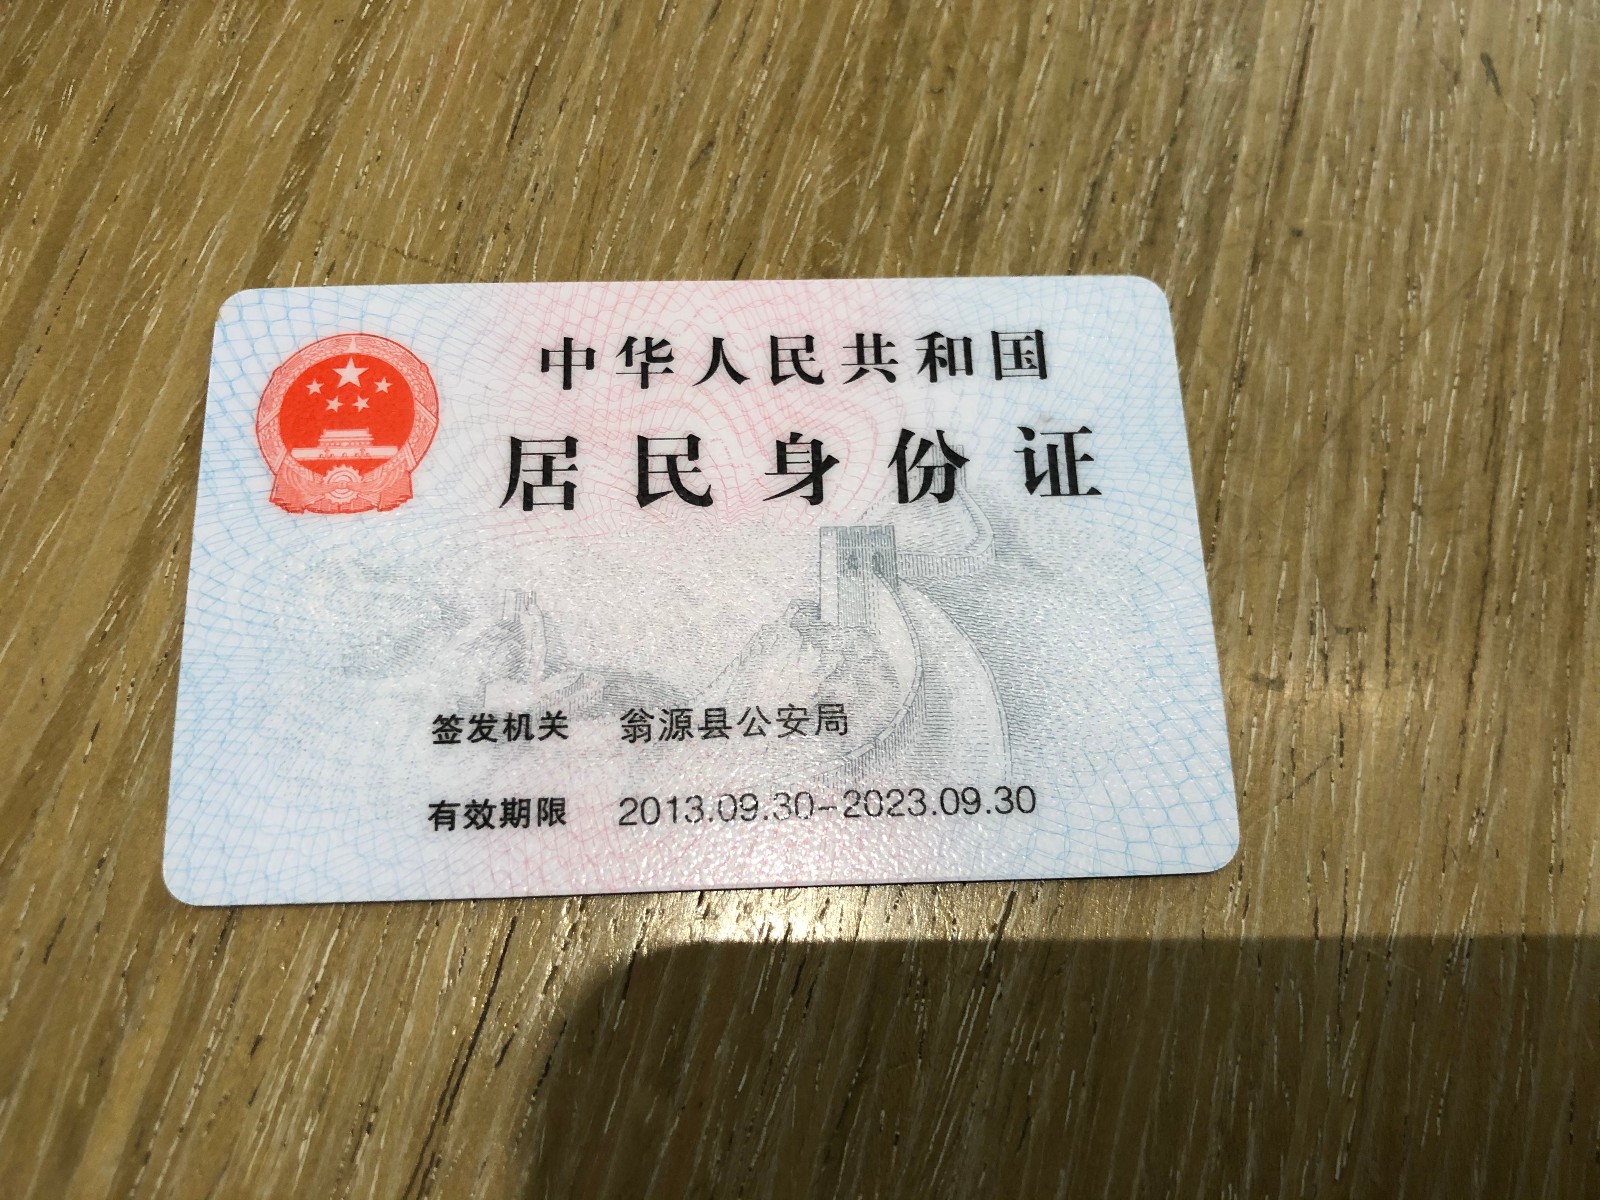 中华人民共和国
居民身份证
签发机关 翁源县公安局
有效期限 2013.09.30-2023.09.30